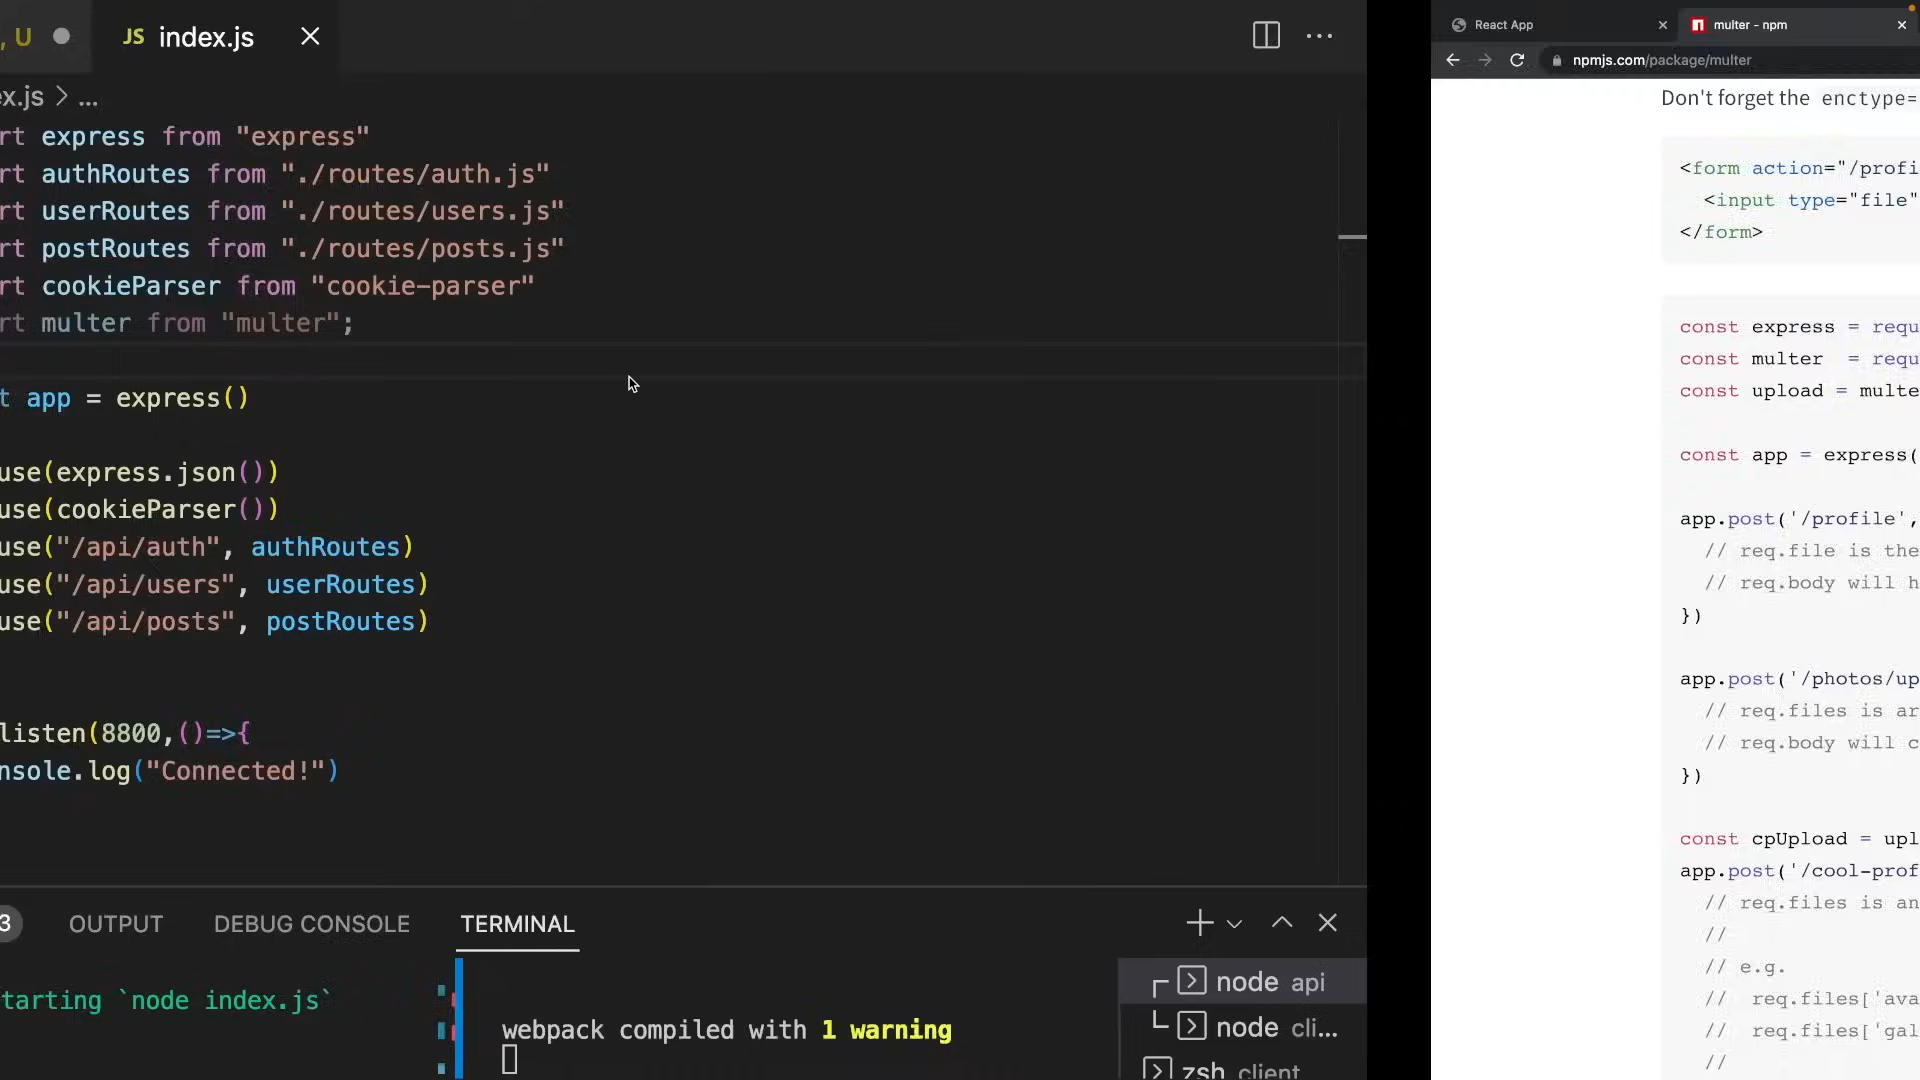 , U
JS index.js
ex.js > ...
rt express from "express"
rt authRoutes from "./routes/auth.js"
rt userRoutes from "./routes/users.js"
rt postRoutes from "./routes/posts.js"
rt cookieParser from "cookie-parser"
rt multer from "multer";
t app = express()
use(express.json())
use(cookieParser())
use("/api/auth", authRoutes)
use("/api/users", userRoutes)
use("/api/posts", postRoutes)
listen(8800,()=>{
nsole.log("Connected!")
3 OUTPUT DEBUG CONSOLE TERMINAL
tarting `node index.js`
webpack compiled with 1 warning
node api
node cli...
zsh client
React App
multer - npm
npmjs.com/package/multer
Don't forget the enctype=
<form action="/profi
<input type="file"
</form>
const express = requ
const multer = requ
const upload = multe
const app = express(
app.post('/profile',
// req.file is the
// req.body will h
})
app.post('/photos/up
// req.files is ar
// req.body will c
})
const cpUpload = upl
app.post('/cool-prof
// req.files is an
//
// e.g.
// req.files['ava
// req.files['gal
//